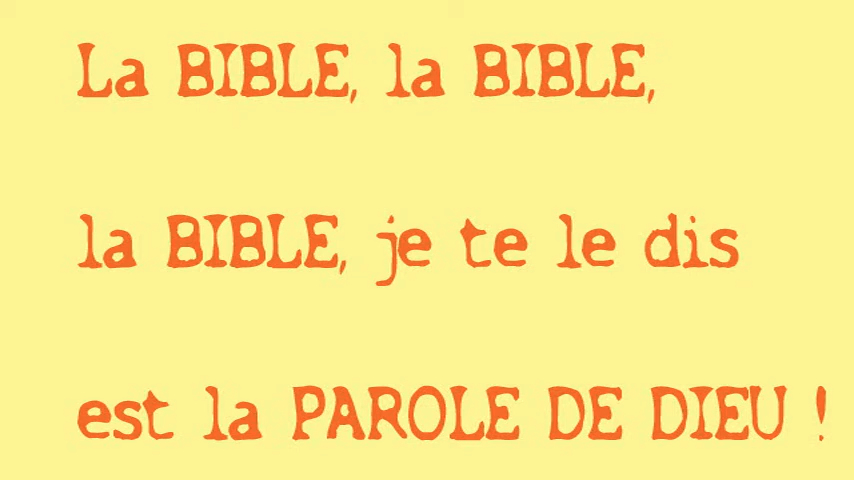 La BIBLE, la BIBLE,
la BIBLE, je te le dis
est la PAROLE DE DIEU !